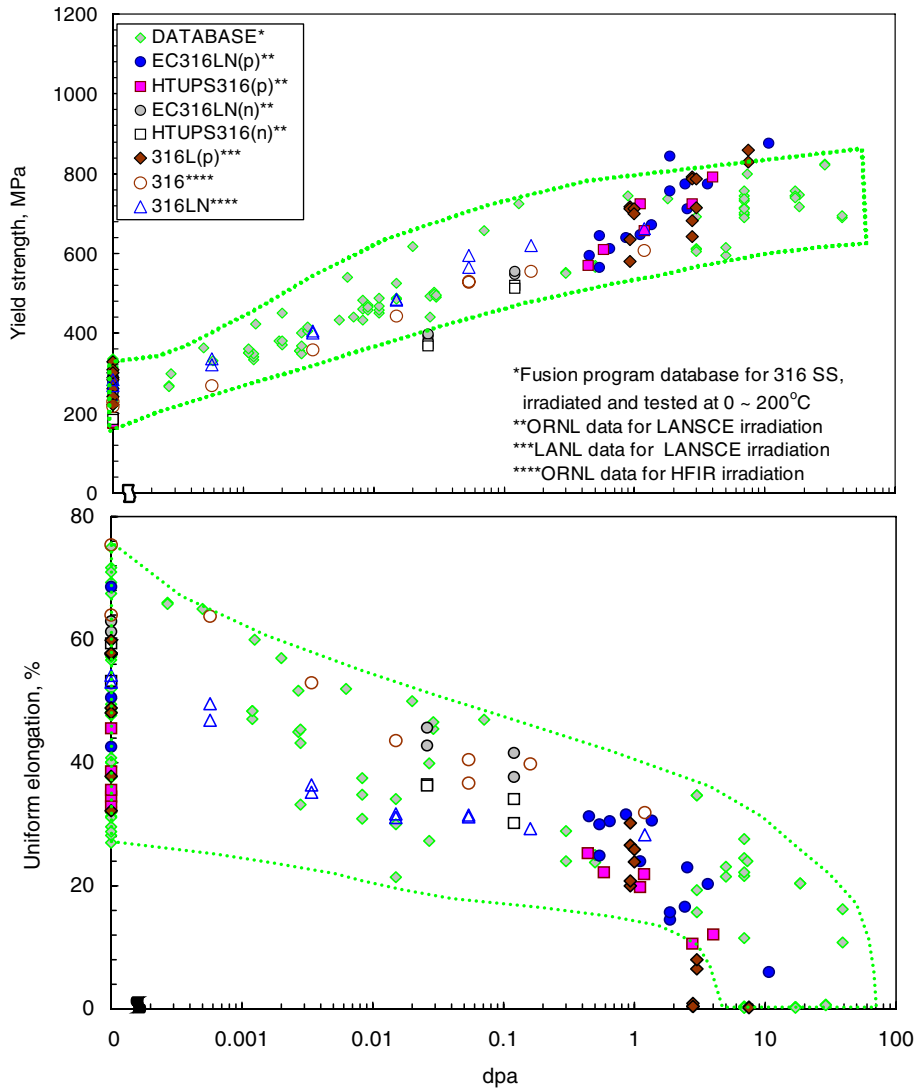 1200
1000
800
600
400
200
0
Yield strength, MPa
DATABASE*
EC316LN(p)**
HTUPS316(p)**
EC316LN(n)**
HTUPS316(n)**
316L(p)***
316****
316LN****
*Fusion program database for 316 SS,
irradiated and tested at 0 ~ 200°C
**ORNL data for LANSCE irradiation
***LANL data for LANSCE irradiation
****ORNL data for HFIR irradiation
80
60
40
20
0
Uniform elongation, %
0 0.001 0.01 0.1 1 10 100
dpa